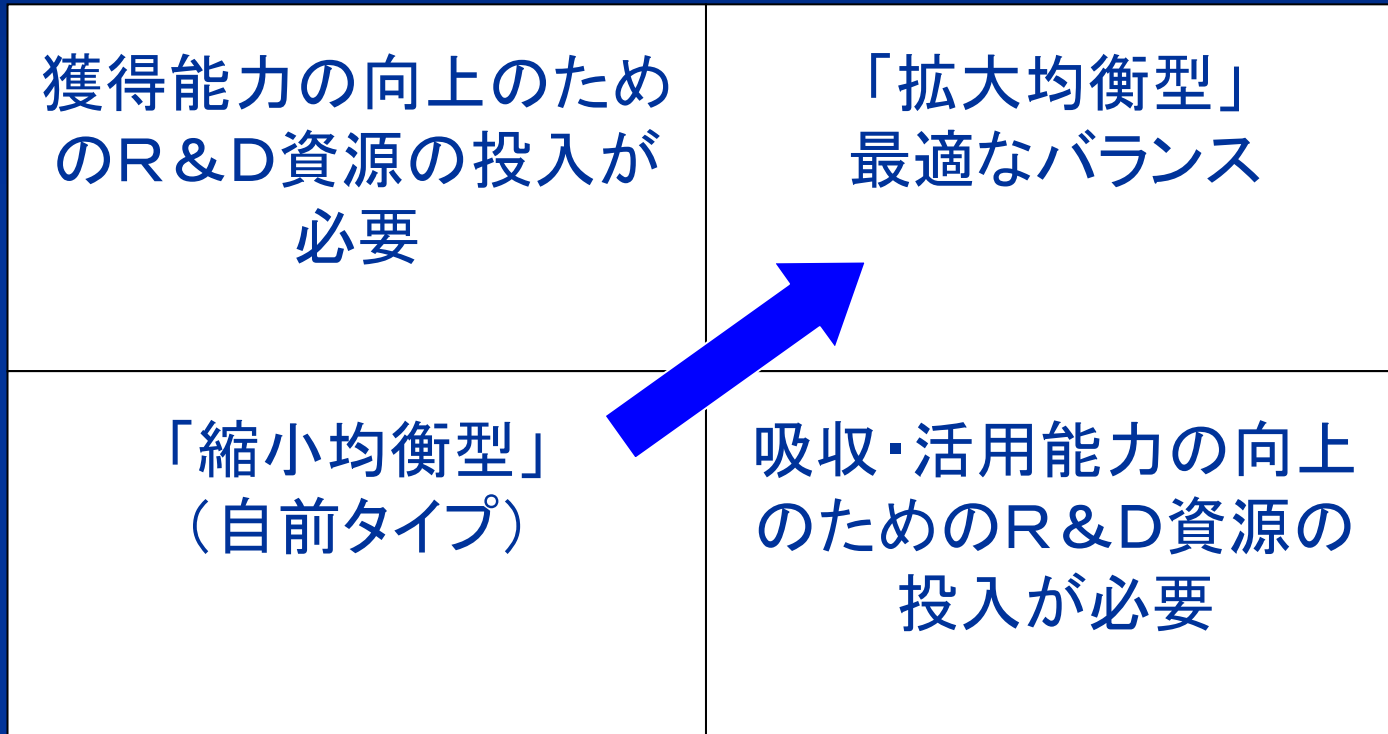 獲得能力の向上のため
のR&D資源の投入が
必要
「拡大均衡型」
最適なバランス
「縮小均衡型」
(自前タイプ)
吸収・活用能力の向上
のためのR&D資源の
投入が必要